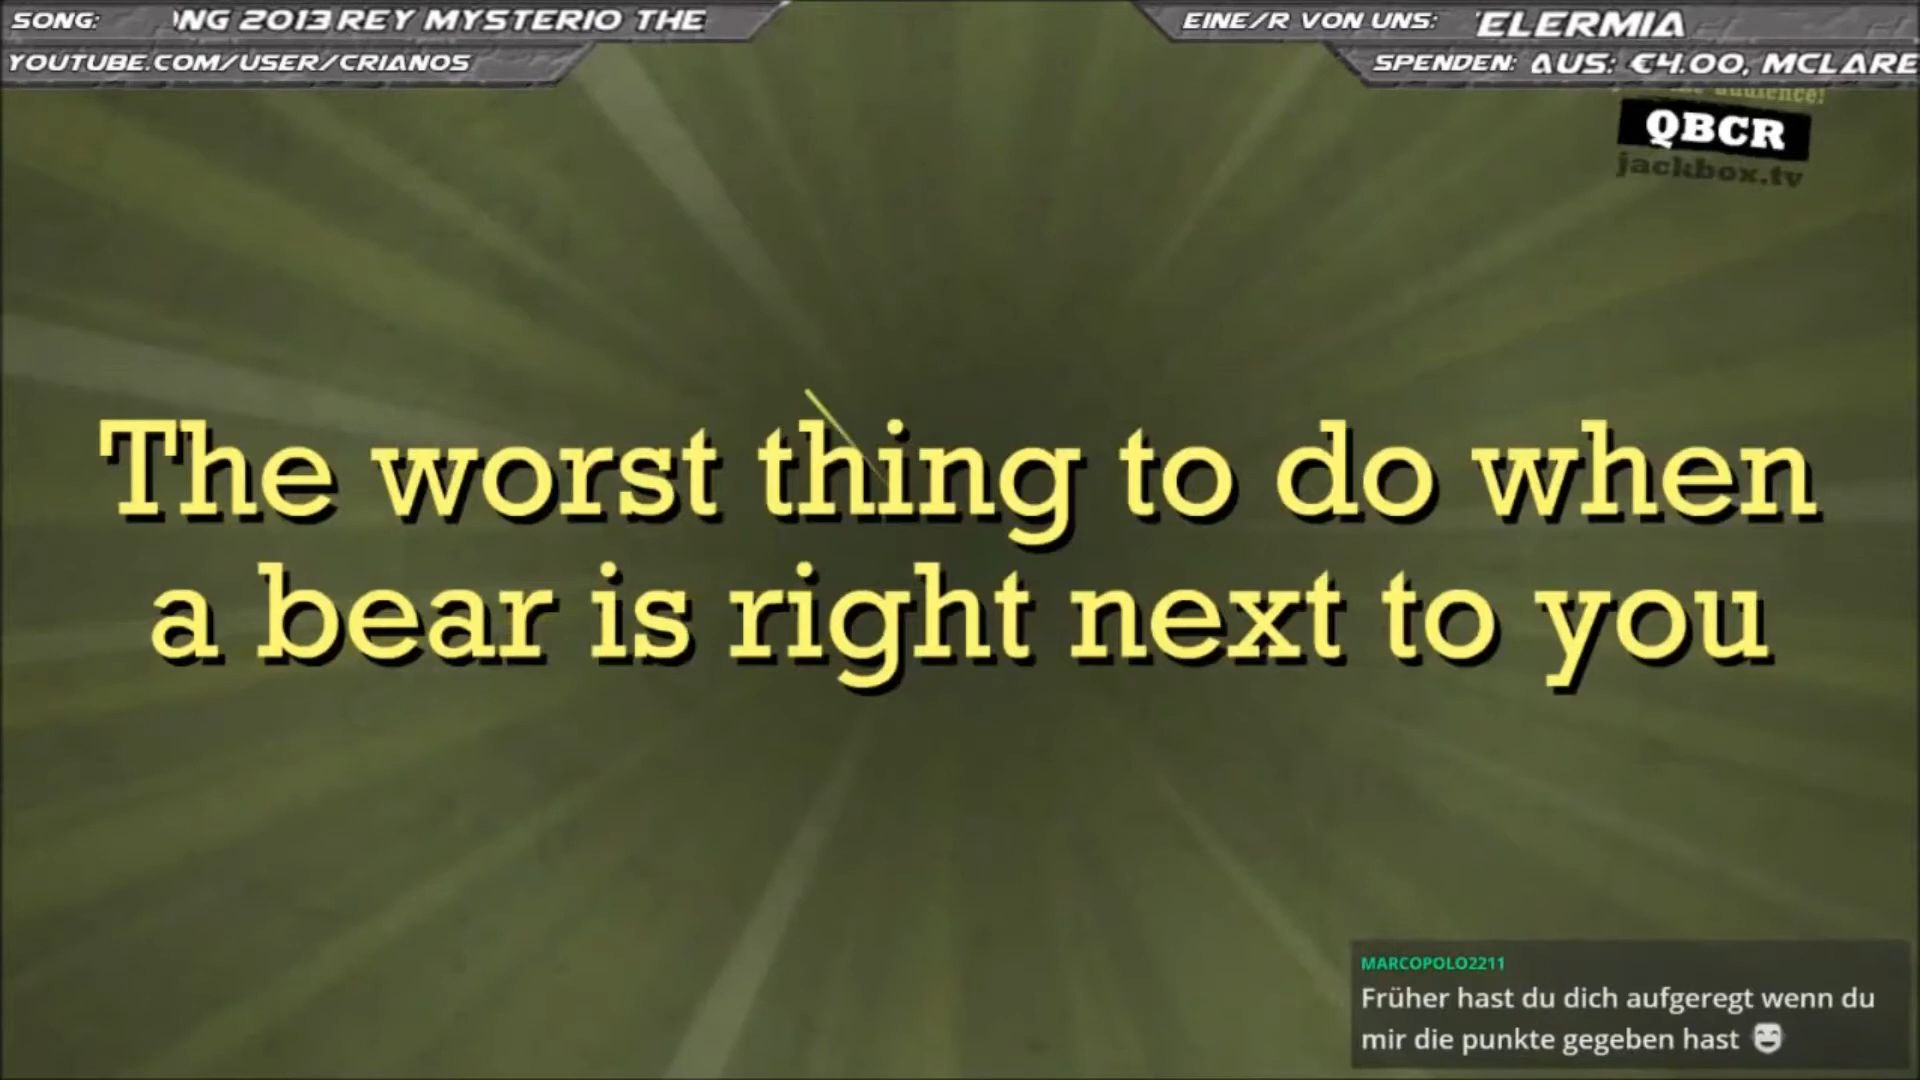 SONG: NG 2013 REY MYSTERIO THE
YOUTUBE.COM/USER/CRIANOS
EINE/R VON UNS: ELERMIA
SPENDEN: AUS: €4.00, MCLARE
audience!
QBCR
jackbox.tv
The worst thing to do when
a bear is right next to you
MARCOPOLO2211
Früher hast du dich aufgeregt wenn du
mir die punkte gegeben hast